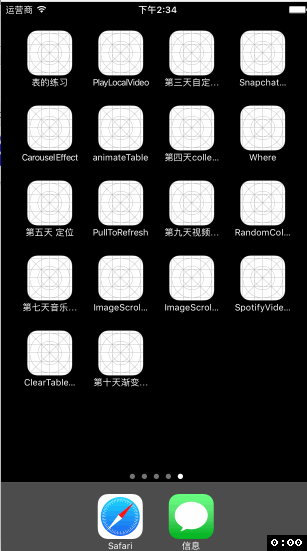 运营商 下午2:34
表的练习 PlayLocalVideo 第三天自定... Snapchat...
CarouselEffect animateTable 第四天colle... Where
第五天 定位 PullToRefresh 第九天视频... RandomCol...
第七天音乐... ImageScrol... ImageScrol... SpotifyVide...
ClearTable... 第十天渐变...
Safari 信息
0:00